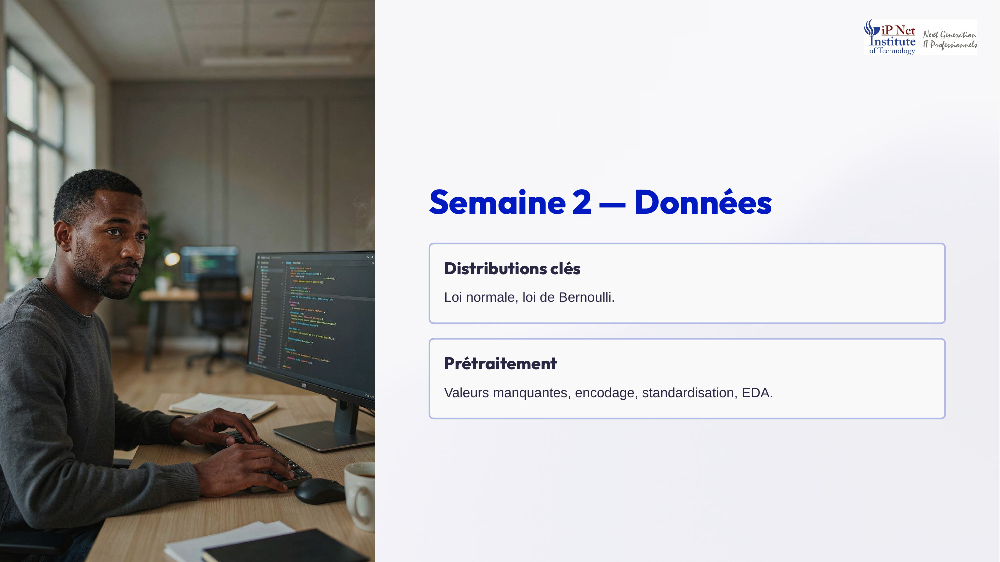 iP Net
Institute
of Technology
Next Generation
IT Professionnels
Semaine 2 — Données
Distributions clés
Loi normale, loi de Bernoulli.
Prétraitement
Valeurs manquantes, encodage, standardisation, EDA.